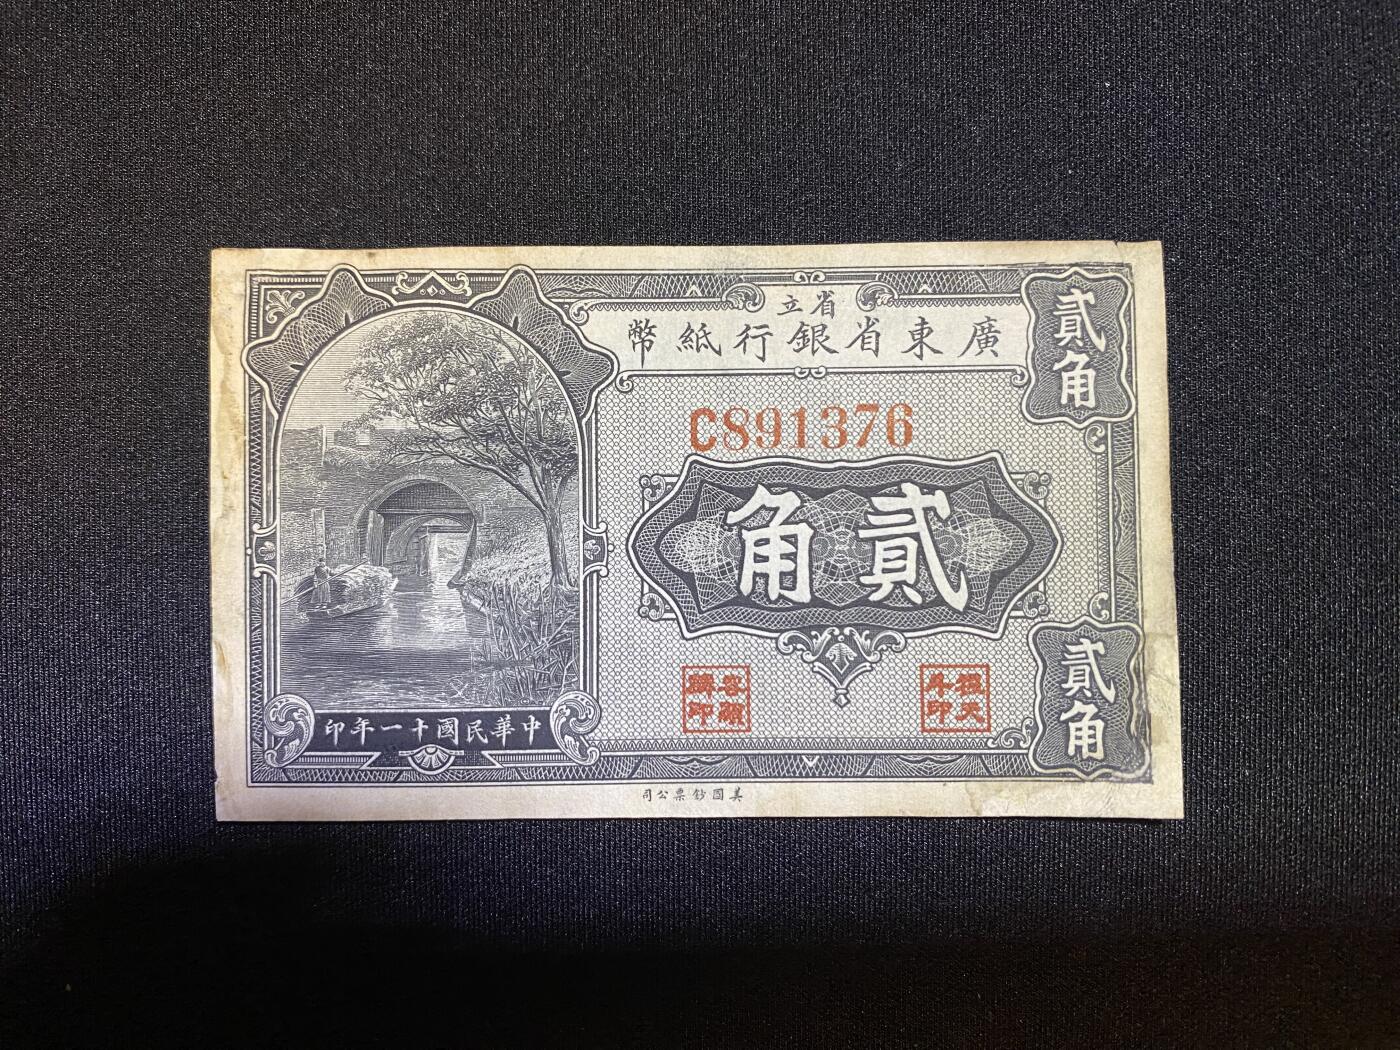 省立
廣東省銀行紙幣
貳角
C891376
貳角
貳角
中華民國十一年印
美國鈔票公司